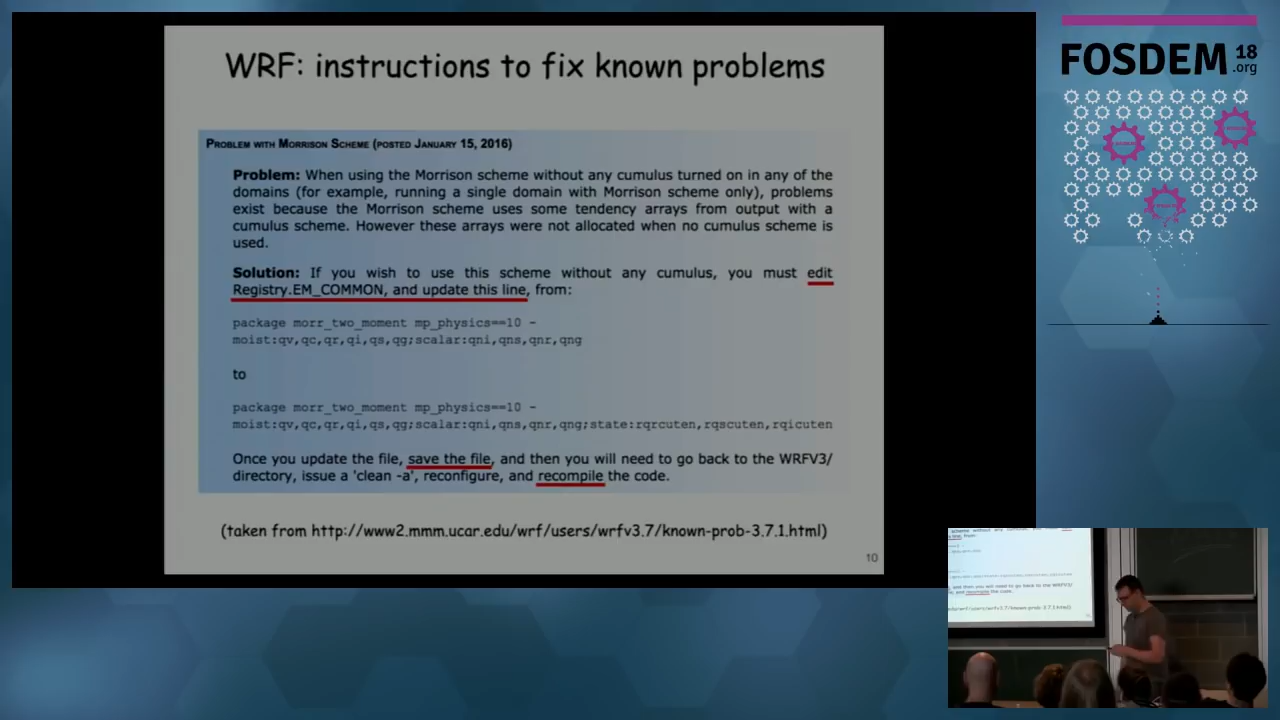 WRF: instructions to fix known problems
PROBLEM WITH MORRISON SCHEME (POSTED JANUARY 15, 2016)
Problem: When using the Morrison scheme without any cumulus turned on in any of the
domains (for example, running a single domain with Morrison scheme only), problems
exist because the Morrison scheme uses some tendency arrays from output with a
cumulus scheme. However these arrays were not allocated when no cumulus scheme is
used.
Solution: If you wish to use this scheme without any cumulus, you must edit
Registry.EM_COMMON, and update this line, from:
package morr_two_moment mp_physics==10 -
moist:qv,qc,qr,qi,qs,qg;scalar:qni,qns,qnr,qng
to
package morr_two_moment mp_physics==10 -
moist:qv,qc,qr,qi,qs,qg;scalar:qni,qns,qnr,qng;state:rqrcuten,rqscuten,rqicuten
Once you update the file, save the file, and then you will need to go back to the WRFV3/
directory, issue a 'clean -a', reconfigure, and recompile the code.
(taken from http://www2.mmm.ucar.edu/wrf/users/wrfv3.7/known-prob-3.7.1.html)
10
FOSDEM 18
.org